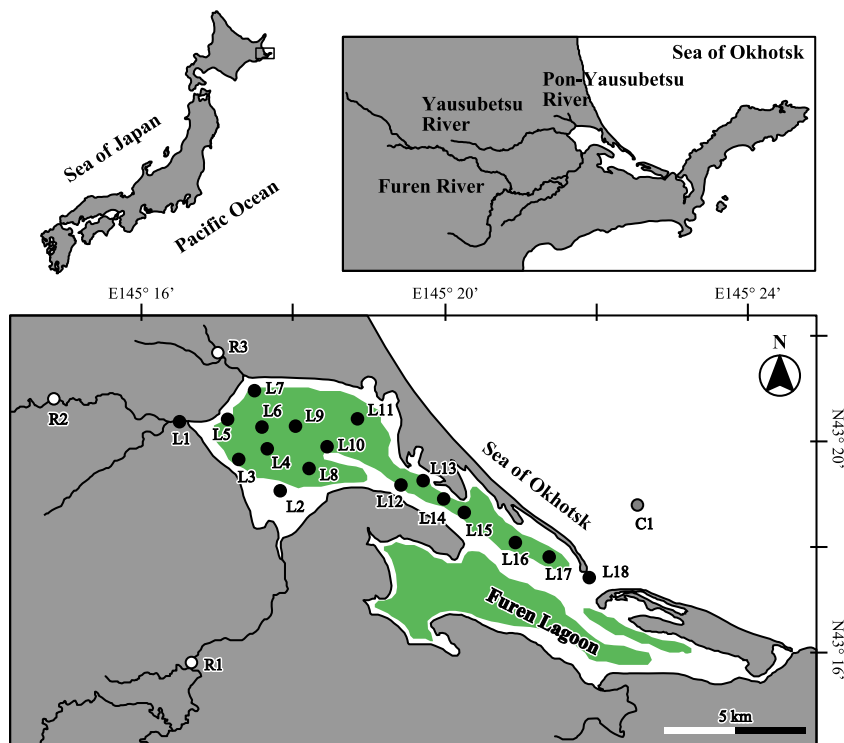 Sea of Japan
Pacific Ocean
Sea of Okhotsk
Pon-Yausubetsu
River
Yausubetsu
River
Furen River
E145° 16’
E145° 20’
E145° 24’
N
R3
R2
L7
L6
L9
L11
L5
L1
L10
L4
L3
L8
L2
L13
L12
L14
L15
L16
L17
L18
Sea of Okhotsk
C1
N43° 20’
Furen Lagoon
R1
N43° 16’
5 km